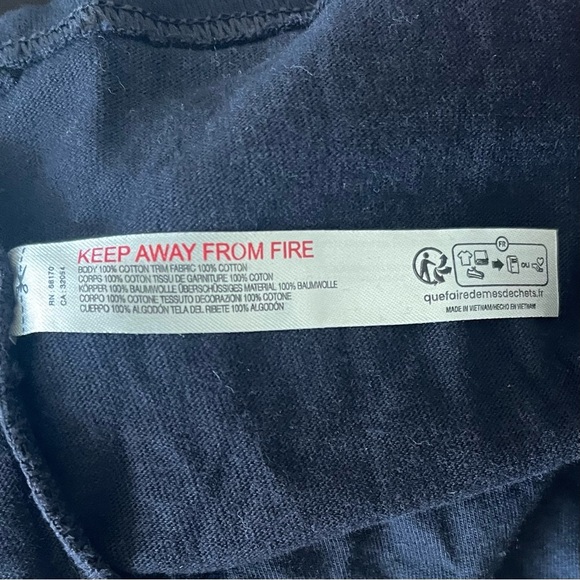 RN : 68170
CA : 32054
KEEP AWAY FROM FIRE
BODY 100% COTTON TRIM FABRIC 100% COTTON
CORPS 100% COTON TISSU DE GARNITURE 100% COTON
KÖRPER 100% BAUMWOLLE ÜBERSCHÜSSIGES MATERIAL 100% BAUMWOLLE
CORPO 100% COTONE TESSUTO DECORAZIONI 100% COTONE
CUERPO 100% ALGODÓN TELA DEL RIBETE 100% ALGODÓN
FR
OU
quefairedemesdechets.fr
MADE IN VIETNAM/HECHO EN VIETNAM